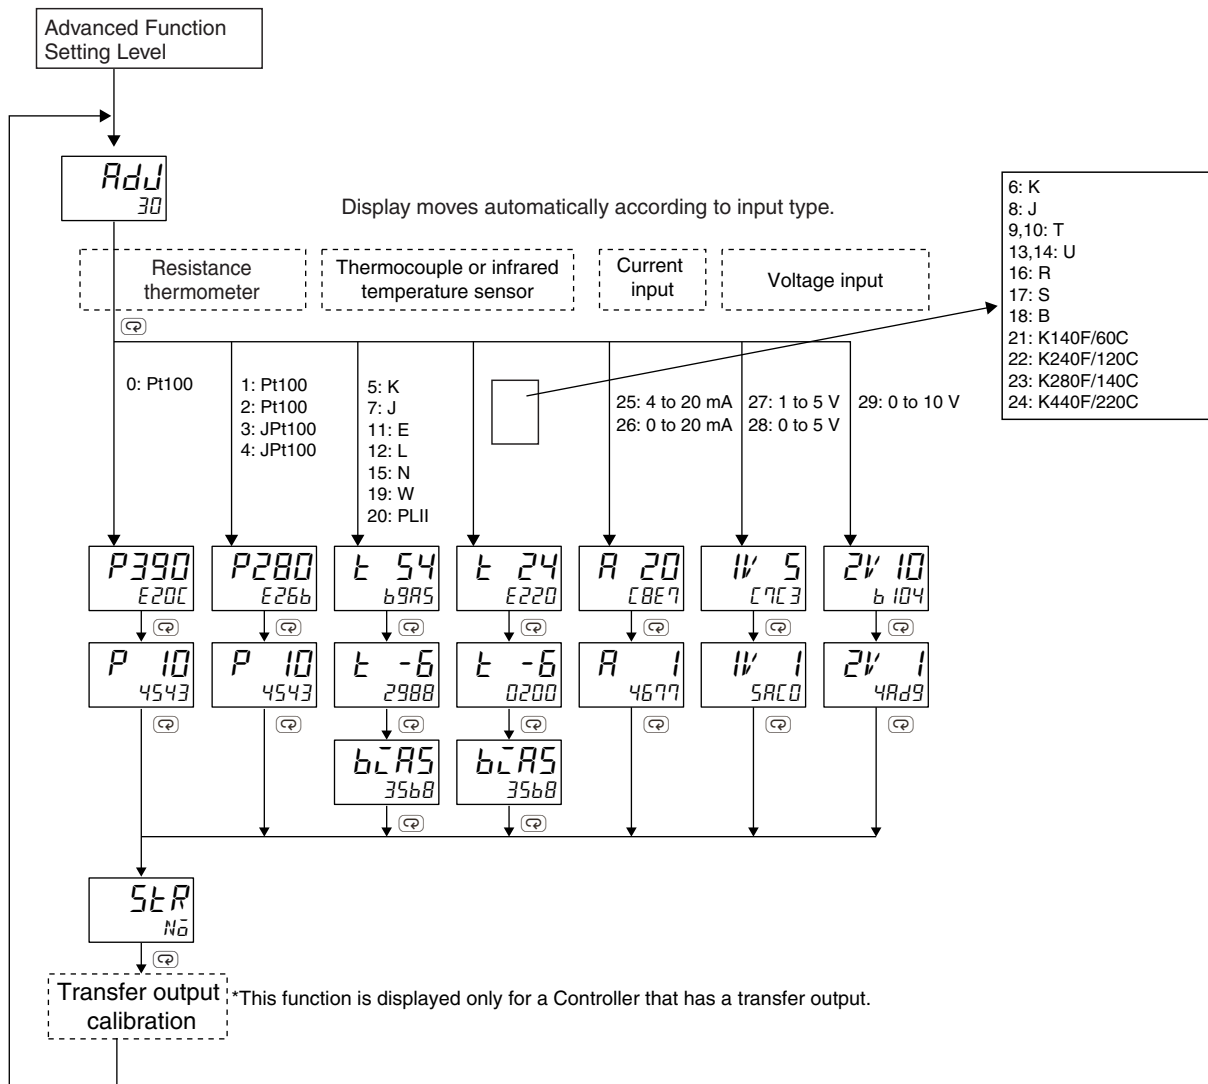 Advanced Function
Setting Level
AdJ
30
Display moves automatically according to input type.
6: K
8: J
9,10: T
13,14: U
16: R
17: S
18: B
21: K140F/60C
22: K240F/120C
23: K280F/140C
24: K440F/220C
Resistance
thermometer
Thermocouple or infrared
temperature sensor
Current
input
Voltage input
0: Pt100
1: Pt100
2: Pt100
3: JPt100
4: JPt100
5: K
7: J
11: E
12: L
15: N
19: W
20: PLII
25: 4 to 20 mA
26: 0 to 20 mA
27: 1 to 5 V
28: 0 to 5 V
29: 0 to 10 V
P390
E20C
P280
E26b
t 54
b9A5
t 24
E220
A 20
C8E7
1V 5
C7C3
2V 10
b104
P 10
4543
P 10
4543
t -6
2988
t -6
0200
A 1
4677
1V 1
5AC0
2V 1
4Ad9
biAS
35b8
biAS
35b8
StR
No
Transfer output
calibration
*This function is displayed only for a Controller that has a transfer output.